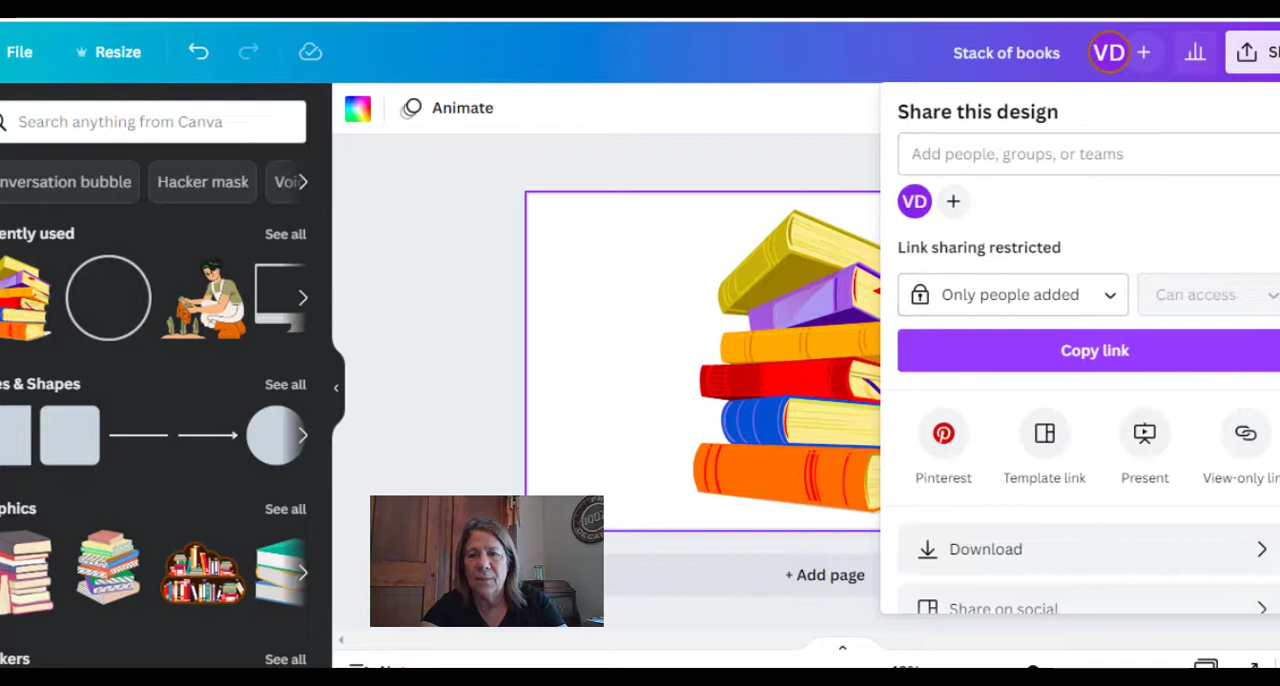 File
Resize
Stack of books
VD
Search anything from Canva
nversation bubble
Hacker mask
Voi
ently used
See all
es & Shapes
See all
phics
See all
kers
See all
Animate
+ Add page
Share this design
Add people, groups, or teams
VD
Link sharing restricted
Only people added
Can access
Copy link
Pinterest
Template link
Present
View-only lin
Download
Share on social